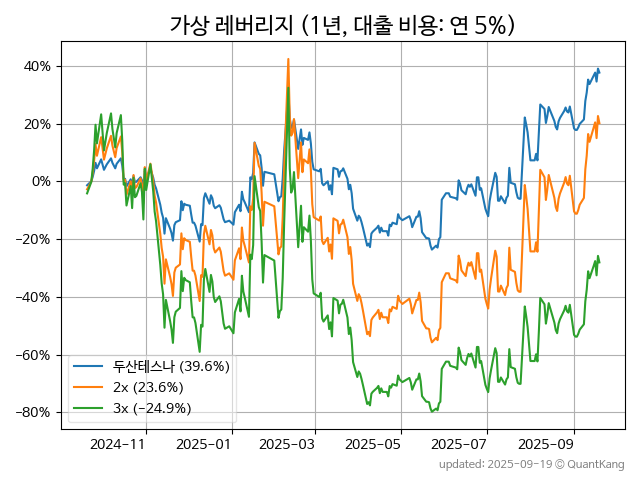 가상 레버리지 (1년, 대출 비용: 연 5%)
40%
20%
0%
−20%
−40%
−60%
−80%
두산테스나 (39.6%)
2x (23.6%)
3x (−24.9%)
2024-11
2025-01
2025-03
2025-05
2025-07
2025-09
updated: 2025-09-19 © QuantKang